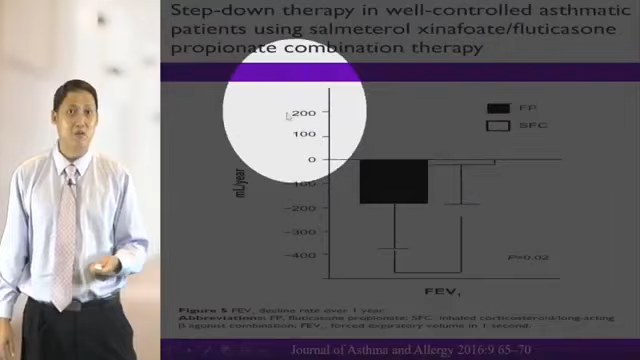 Step-down therapy in well-controlled asthmatic
patients using salmeterol xinafoate/fluticasone
propionate combination therapy
200
100
0
-100
-200
-300
-400
mL/year
FP
SFC
P=0.02
FEV1
Figure 5 FEV1 decline rate over 1 year.
Abbreviations: FP, fluticasone propionate; SFC, inhaled corticosteroid/long-acting
β agonist combination; FEV1, forced expiratory volume in 1 second.
Journal of Asthma and Allergy 2016:9 65–70